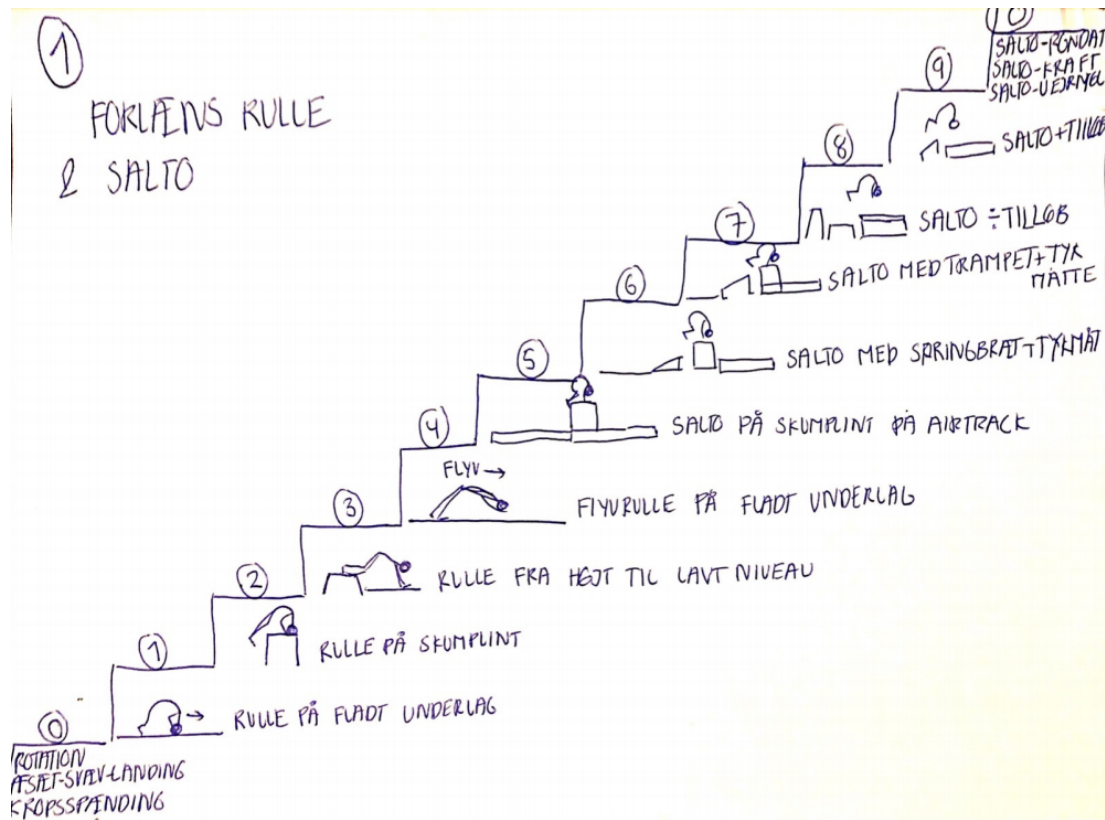 1
FORLÆNS RULLE
& SALTO
10
SALTO-RONDAT
SALTO-KRAFT
SALTO-VEJRMØL
9
SALTO+TILLØB
8
SALTO ÷ TILLØB
7
SALTO MED TRAMPET+TYK
MÅTTE
6
SALTO MED SPRINGBRÆT+TYKMÅT
5
SALTO PÅ SKUMPLINT PÅ AIRTRACK
4
FLYV →
FLYVRULLE PÅ FLADT UNDERLAG
3
RULLE FRA HØJT TIL LAVT NIVEAU
2
RULLE PÅ SKUMPLINT
1
RULLE PÅ FLADT UNDERLAG
0
ROTATION
AFSÆT-SVÆV-LANDING
KROPSSPÆNDING